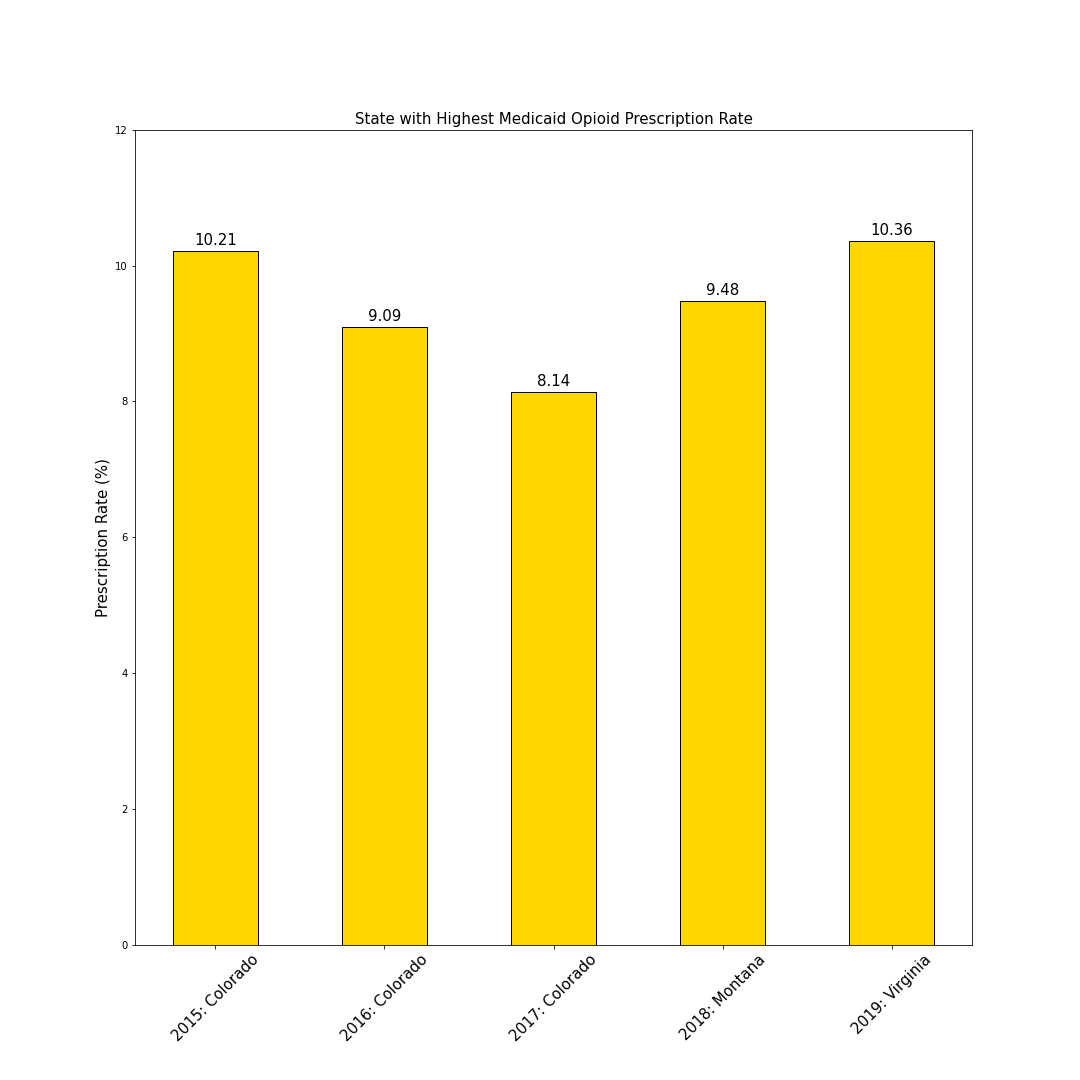 State with Highest Medicaid Opioid Prescription Rate
Prescription Rate (%)
12
10
8
6
4
2
0
10.21
9.09
8.14
9.48
10.36
2015: Colorado
2016: Colorado
2017: Colorado
2018: Montana
2019: Virginia